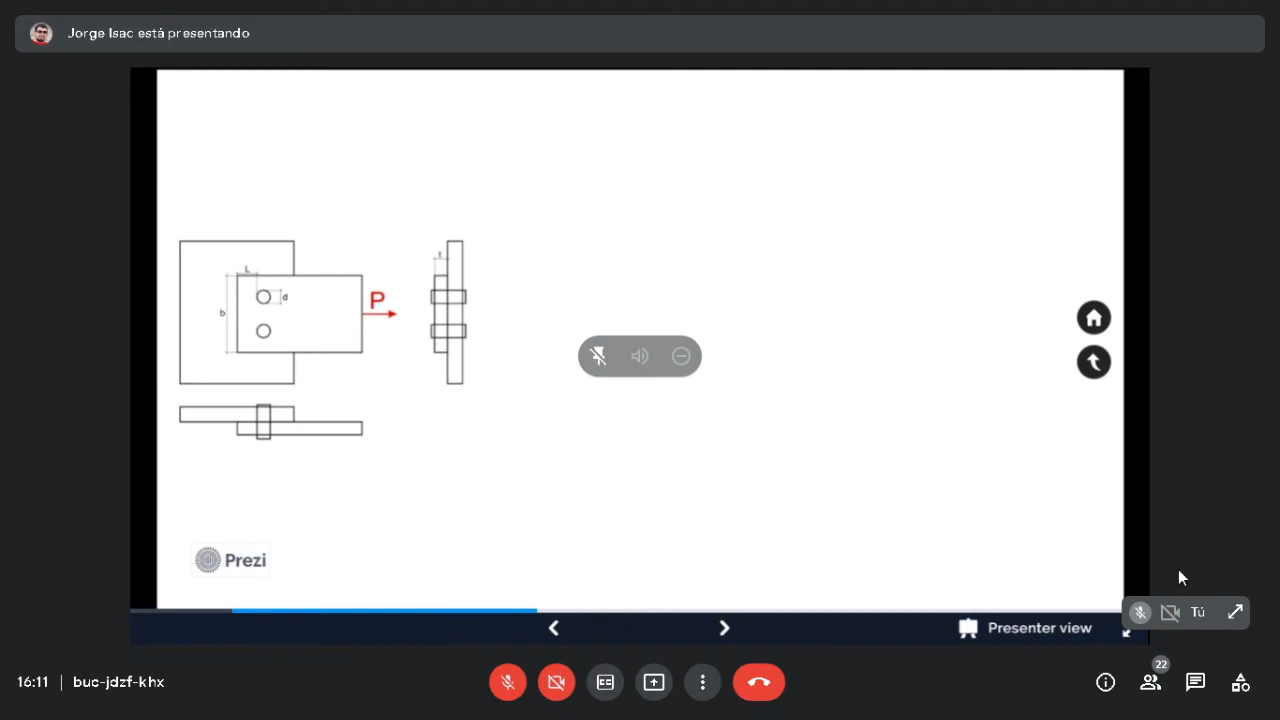 Jorge Isac está presentando
L
t
d
P
b
Prezi
Presenter view
Tú
22
16:11 | buc-jdzf-khx